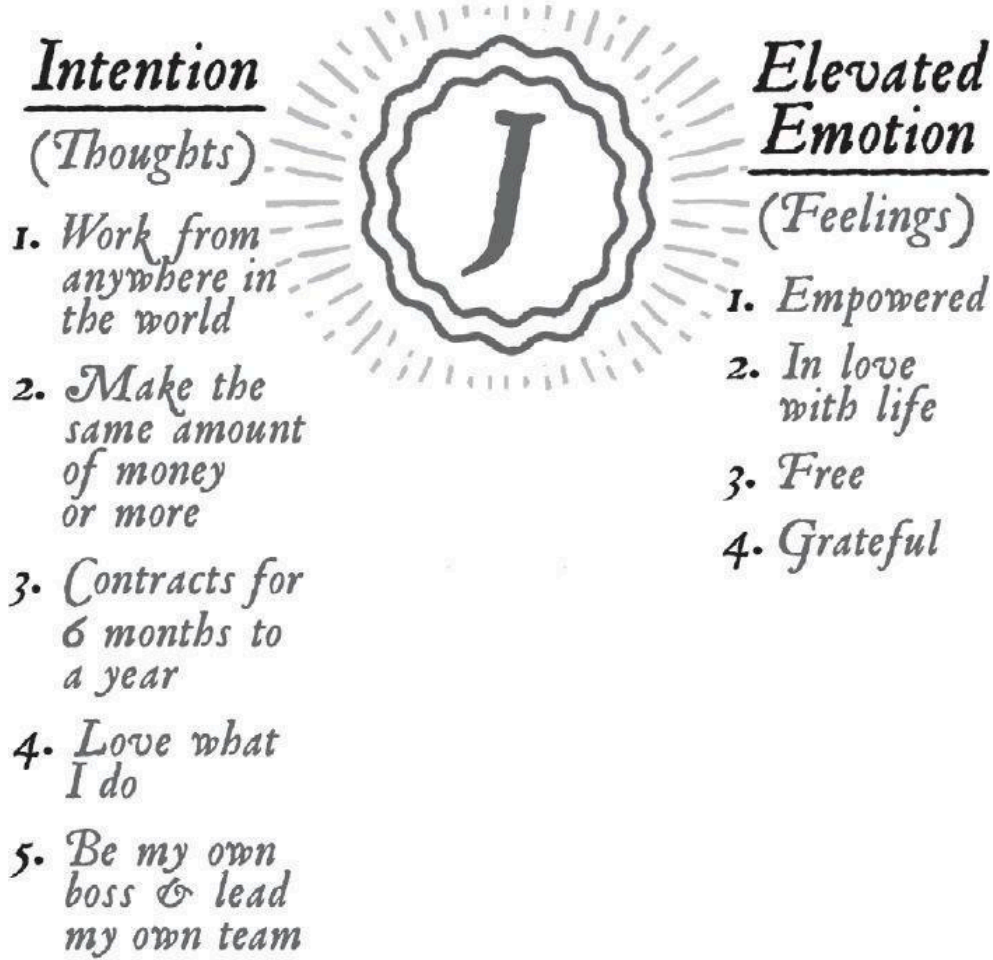 Intention
(Thoughts)
1. Work from
anywhere in
the world
2. Make the
same amount
of money
or more
3. Contracts for
6 months to
a year
4. Love what
I do
5. Be my own
boss & lead
my own team
J
Elevated
Emotion
(Feelings)
1. Empowered
2. In love
with life
3. Free
4. Grateful